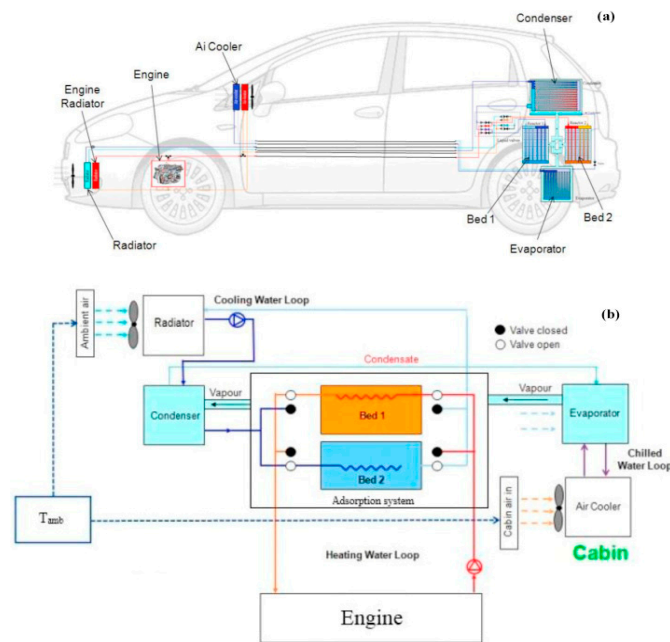 (a)
Condenser
Ai Cooler
Engine
Engine
Radiator
Bed 1
Bed 2
Radiator
Evaporator
(b)
Cooling Water Loop
Ambient air
Radiator
Valve closed
Valve open
Condensate
Vapour
Vapour
Condenser
Bed 1
Evaporator
Bed 2
Chilled
Water Loop
Adsorption system
Tamb
Cabin air in
Air Cooler
Cabin
Heating Water Loop
Engine